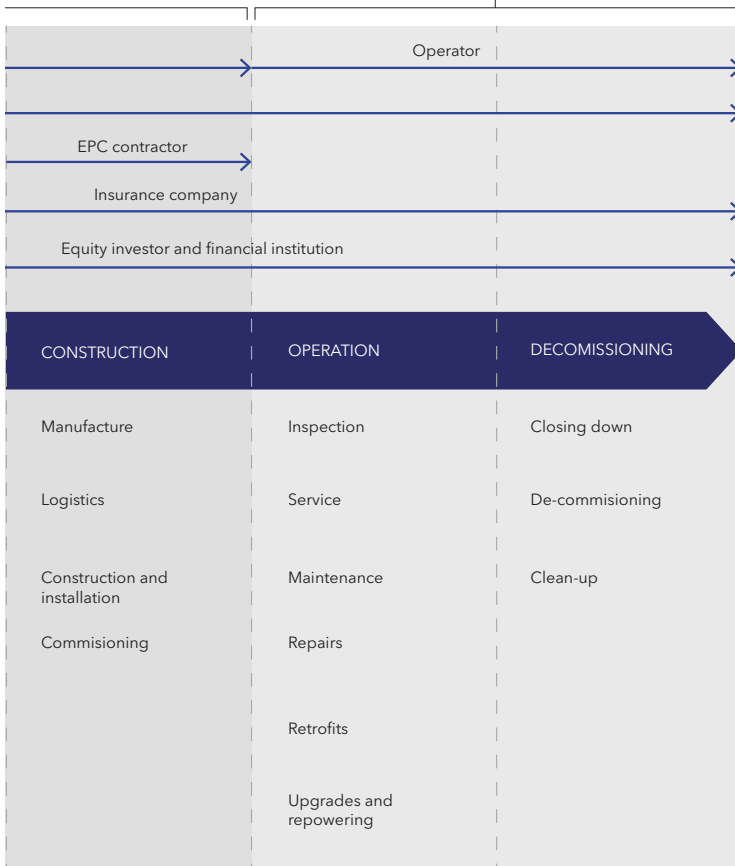 Operator
EPC contractor
Insurance company
Equity investor and financial institution
CONSTRUCTION
OPERATION
DECOMISSIONING
Manufacture
Inspection
Closing down
Logistics
Service
De-commisioning
Construction and
installation
Maintenance
Clean-up
Commisioning
Repairs
Retrofits
Upgrades and
repowering